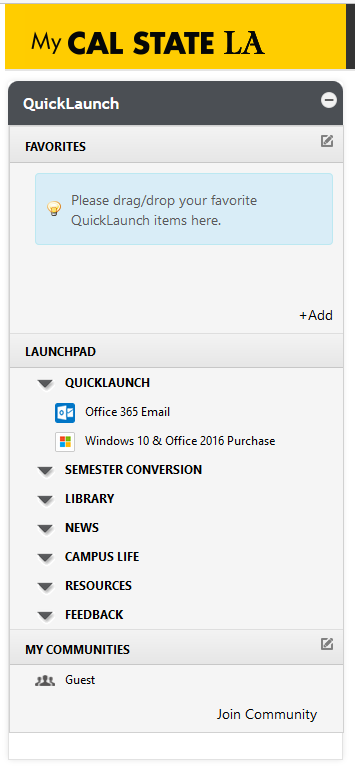 My CAL STATE LA
QuickLaunch
FAVORITES
Please drag/drop your favorite
QuickLaunch items here.
+Add
LAUNCHPAD
QUICKLAUNCH
Office 365 Email
Windows 10 & Office 2016 Purchase
SEMESTER CONVERSION
LIBRARY
NEWS
CAMPUS LIFE
RESOURCES
FEEDBACK
MY COMMUNITIES
Guest
Join Community